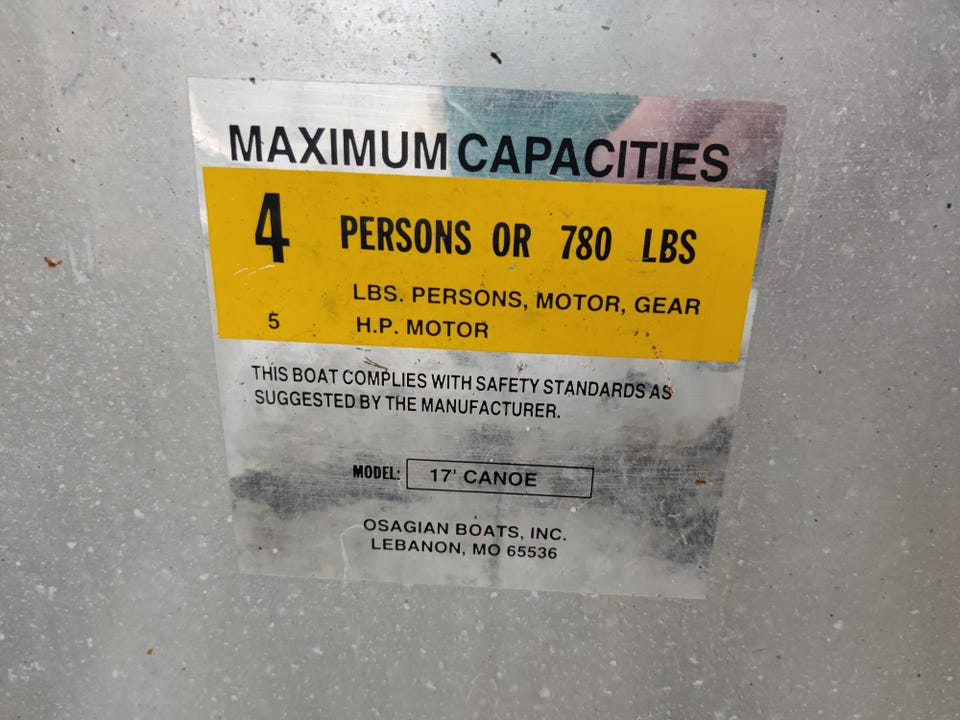 MAXIMUM CAPACITIES
4 PERSONS OR 780 LBS
LBS. PERSONS, MOTOR, GEAR
5 H.P. MOTOR
THIS BOAT COMPLIES WITH SAFETY STANDARDS AS
SUGGESTED BY THE MANUFACTURER.
MODEL: 17' CANOE
OSAGIAN BOATS, INC.
LEBANON, MO 65536